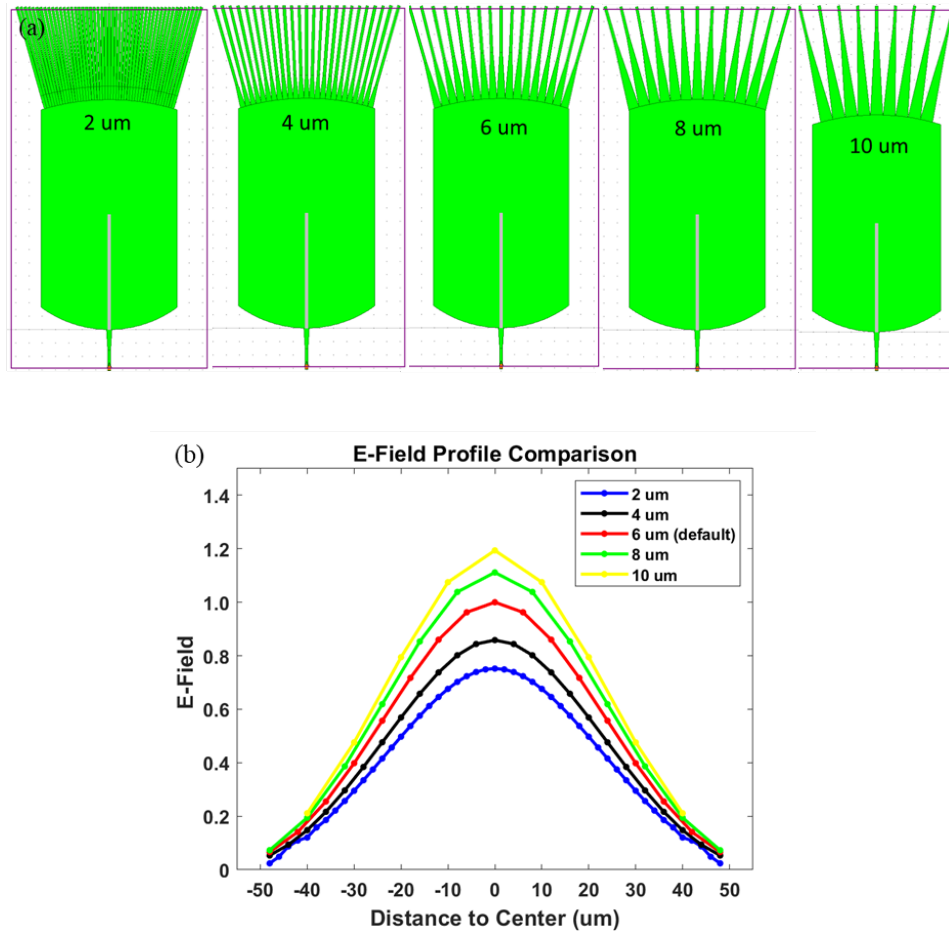 (a)
2 um
4 um
6 um
8 um
10 um
(b)
E-Field Profile Comparison
2 um
4 um
6 um (default)
8 um
10 um
1.4
1.2
1.0
0.8
0.6
0.4
0.2
0
E-Field
-50 -40 -30 -20 -10 0 10 20 30 40 50
Distance to Center (um)